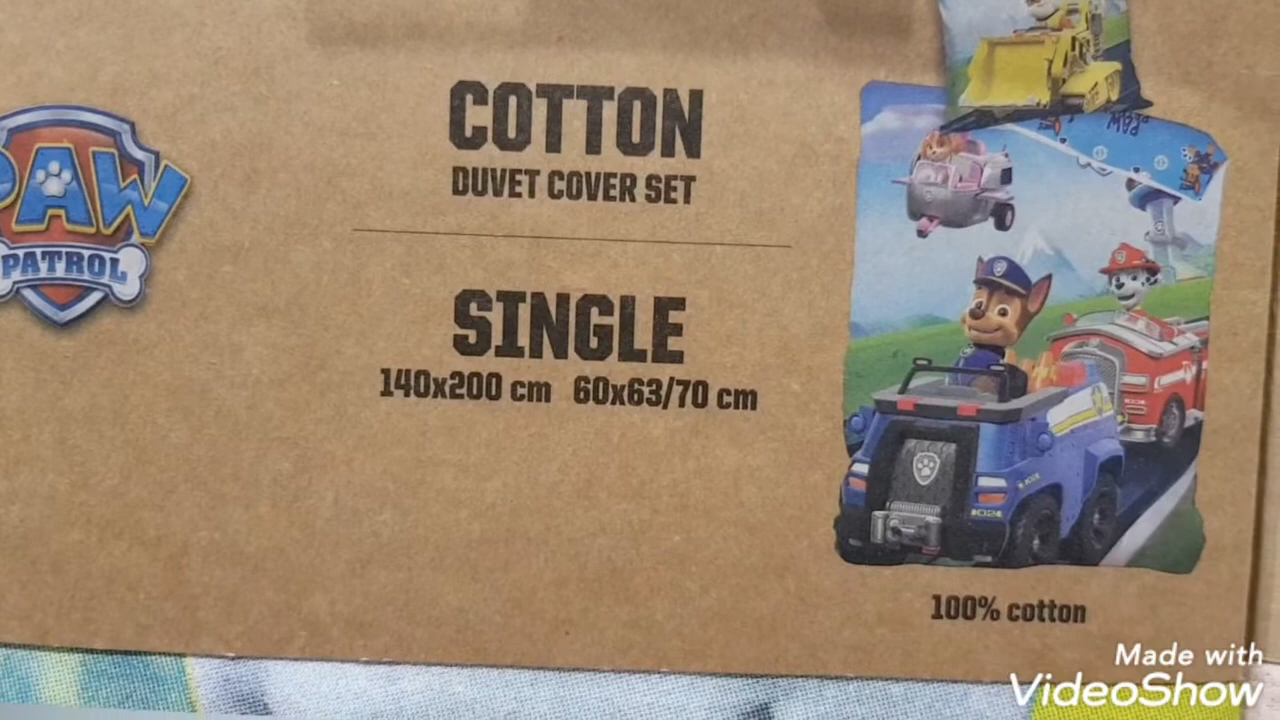 PAW
PATROL
COTTON
DUVET COVER SET
SINGLE
140x200 cm 60x63/70 cm
100% cotton
Made with
VideoShow